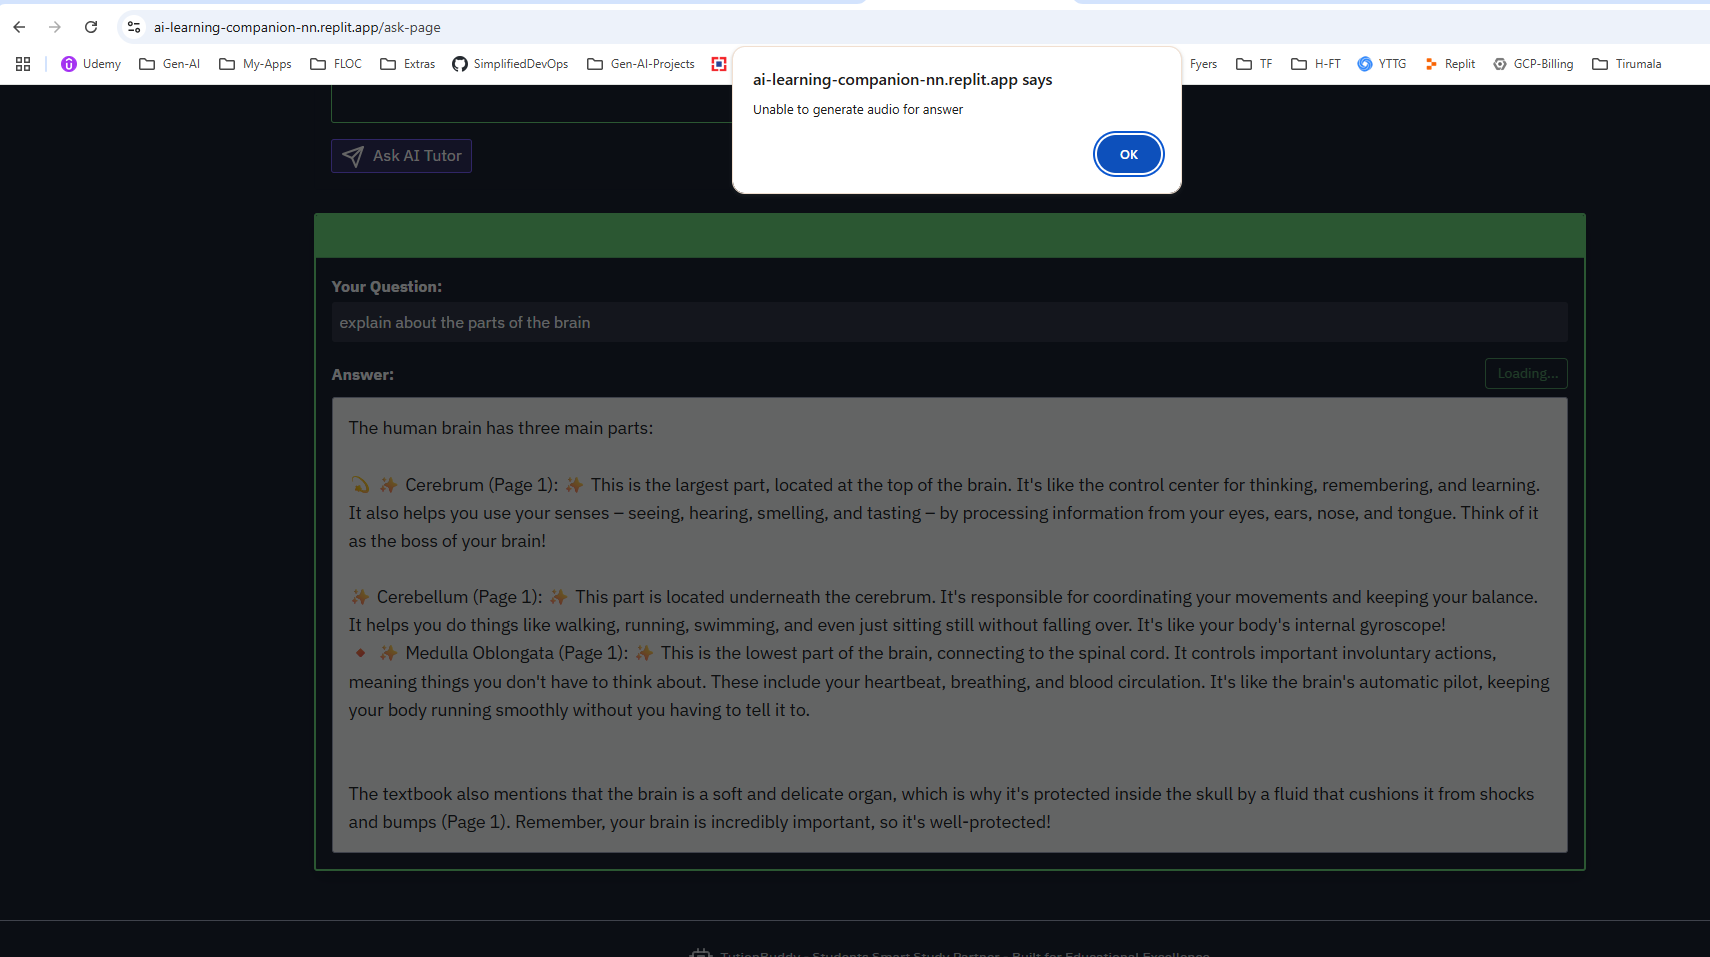 ai-learning-companion-nn.replit.app/ask-page
Udemy Gen-AI My-Apps FLOC Extras SimplifiedDevOps Gen-AI-Projects Fyers TF H-FT YTTG Replit GCP-Billing Tirumala
ai-learning-companion-nn.replit.app says
Unable to generate audio for answer
OK
Ask AI Tutor
Your Question:
explain about the parts of the brain
Answer:
Loading...
The human brain has three main parts:
💫 ✨ Cerebrum (Page 1): ✨ This is the largest part, located at the top of the brain. It's like the control center for thinking, remembering, and learning.
It also helps you use your senses – seeing, hearing, smelling, and tasting – by processing information from your eyes, ears, nose, and tongue. Think of it
as the boss of your brain!
✨ Cerebellum (Page 1): ✨ This part is located underneath the cerebrum. It's responsible for coordinating your movements and keeping your balance.
It helps you do things like walking, running, swimming, and even just sitting still without falling over. It's like your body's internal gyroscope!
🔸 ✨ Medulla Oblongata (Page 1): ✨ This is the lowest part of the brain, connecting to the spinal cord. It controls important involuntary actions,
meaning things you don't have to think about. These include your heartbeat, breathing, and blood circulation. It's like the brain's automatic pilot, keeping
your body running smoothly without you having to tell it to.
The textbook also mentions that the brain is a soft and delicate organ, which is why it's protected inside the skull by a fluid that cushions it from shocks
and bumps (Page 1). Remember, your brain is incredibly important, so it's well-protected!
TutionBuddy - Students Smart Study Partner - Built for Educational Excellence